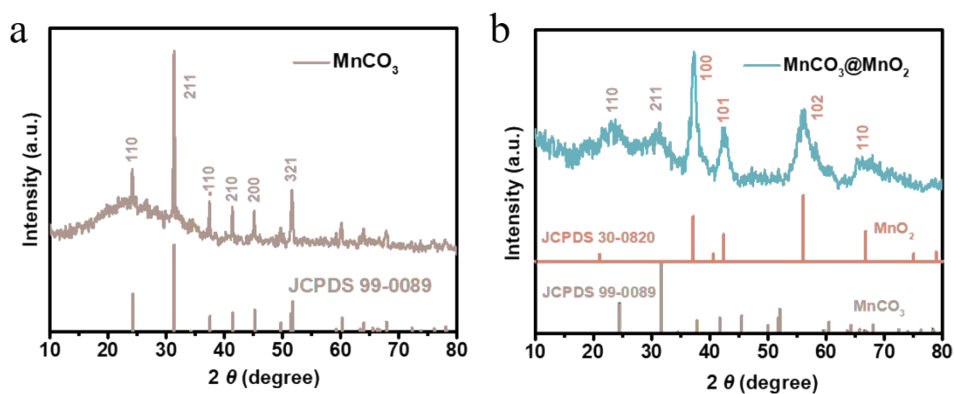 a
Intensity (a.u.)
MnCO₃
110
211
-110
210
200
321
JCPDS 99-0089
10 20 30 40 50 60 70 80
2 θ (degree)
b
Intensity (a.u.)
MnCO₃@MnO₂
110
211
100
101
102
110
JCPDS 30-0820
MnO₂
JCPDS 99-0089
MnCO₃
10 20 30 40 50 60 70 80
2 θ (degree)